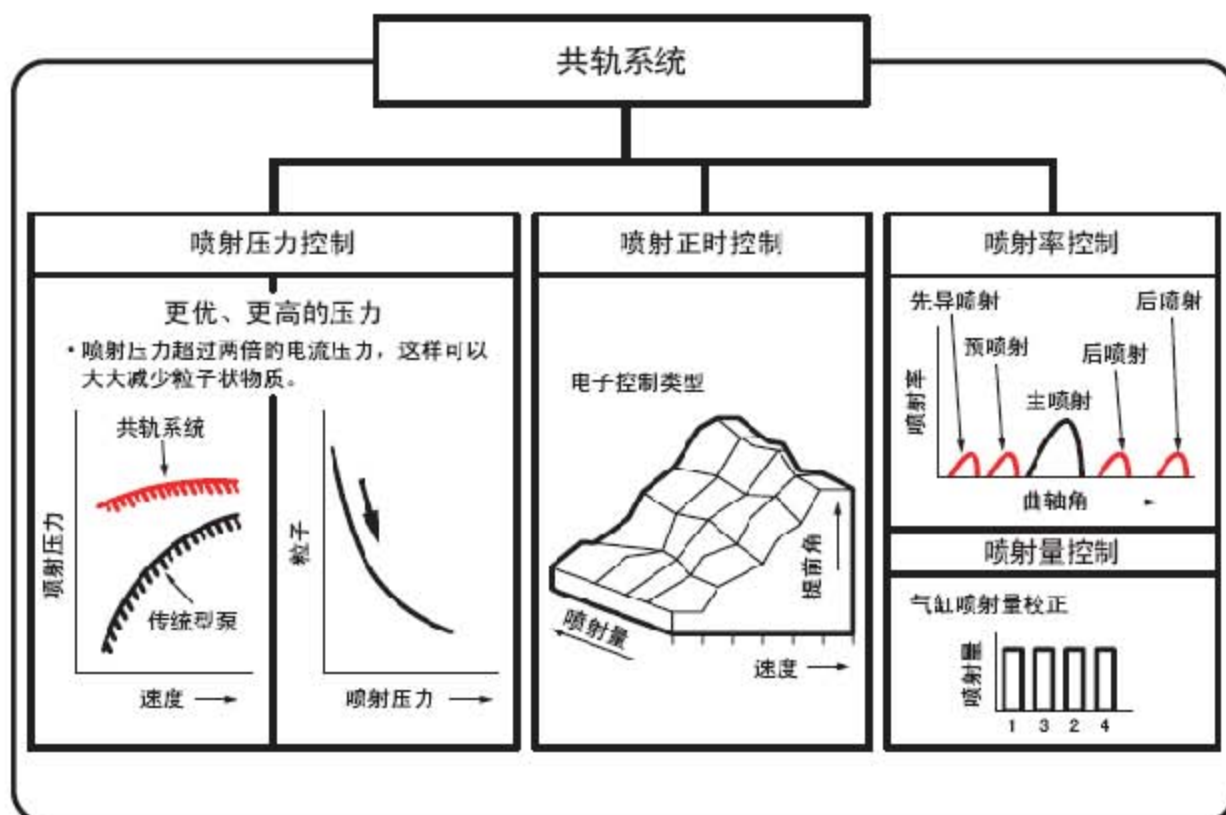 共轨系统
喷射压力控制
更优、更高的压力
• 喷射压力超过两倍的电流压力，这样可以
大大减少粒子状物质。
共轨系统
喷射压力
传统型泵
速度
粒子
喷射压力
喷射正时控制
电子控制类型
提前角
喷射量
速度
喷射率控制
先导喷射
后喷射
预喷射
后喷射
主喷射
喷射率
曲轴角
喷射量控制
气缸喷射量校正
喷射量
1 3 2 4